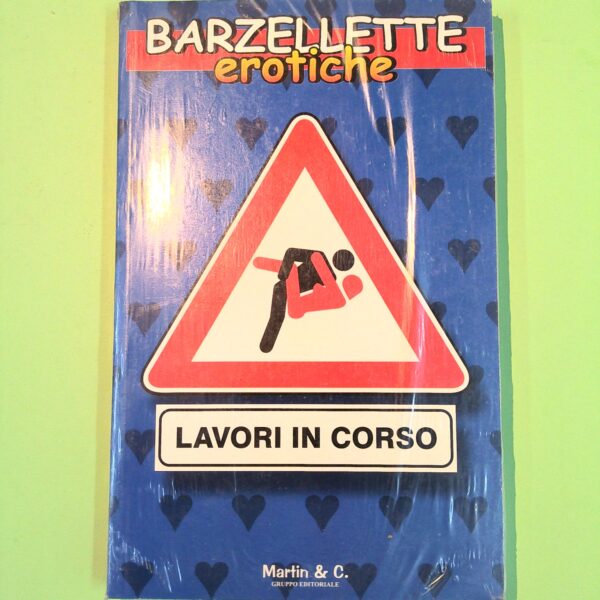 BARZELLETTE
erotiche
LAVORI IN CORSO
Martin & C.
GRUPPO EDITORIALE